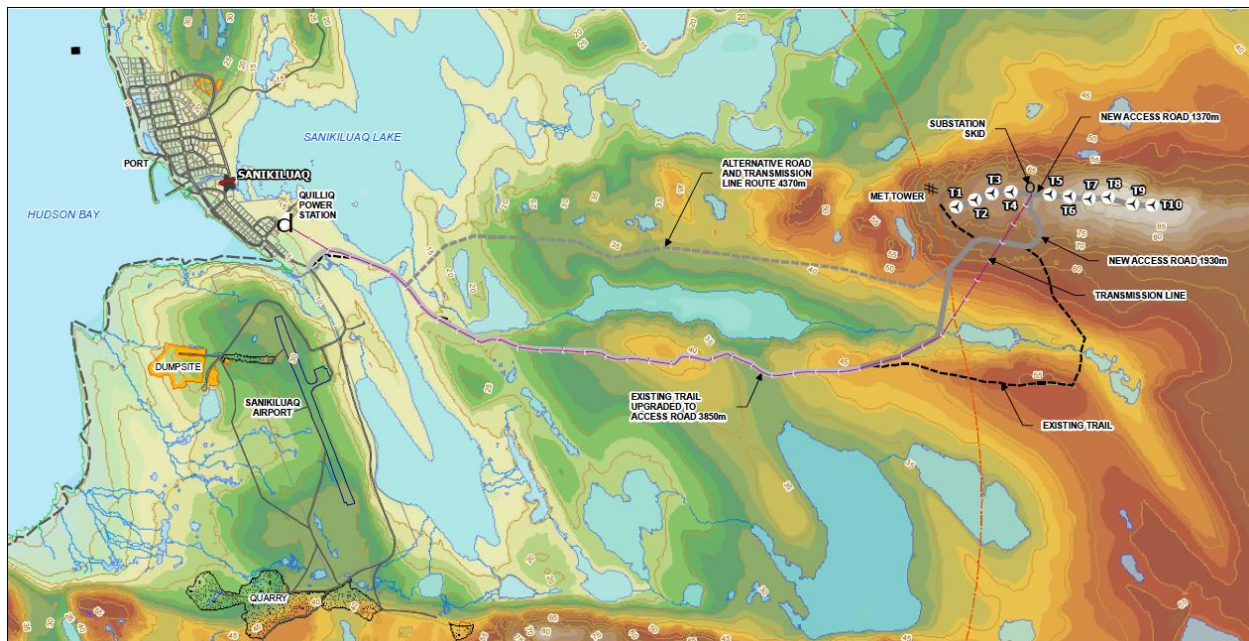 SANIKILUAQ LAKE
PORT
SANIKILUAQ
HUDSON BAY
QUILLIQ
POWER
STATION
d
DUMPSITE
SANIKILUAQ
AIRPORT
QUARRY
ALTERNATIVE ROAD
AND TRANSMISSION
LINE ROUTE 4370m
SUBSTATION
SKID
NEW ACCESS ROAD 1370m
MET TOWER
T1
T2
T3
T4
T5
T6
T7
T8
T9
T10
NEW ACCESS ROAD 1930m
TRANSMISSION LINE
EXISTING TRAIL
UPGRADED TO
ACCESS ROAD 3850m
EXISTING TRAIL